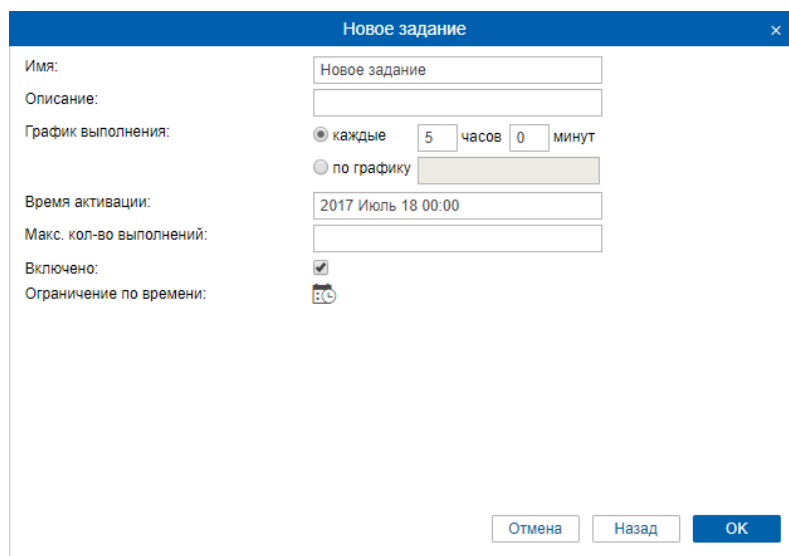 Новое задание ×
Имя: Новое задание
Описание:
График выполнения: каждые 5 часов 0 минут
по графику
Время активации: 2017 Июль 18 00:00
Макс. кол-во выполнений:
Включено:
Ограничение по времени:
Отмена Назад OK